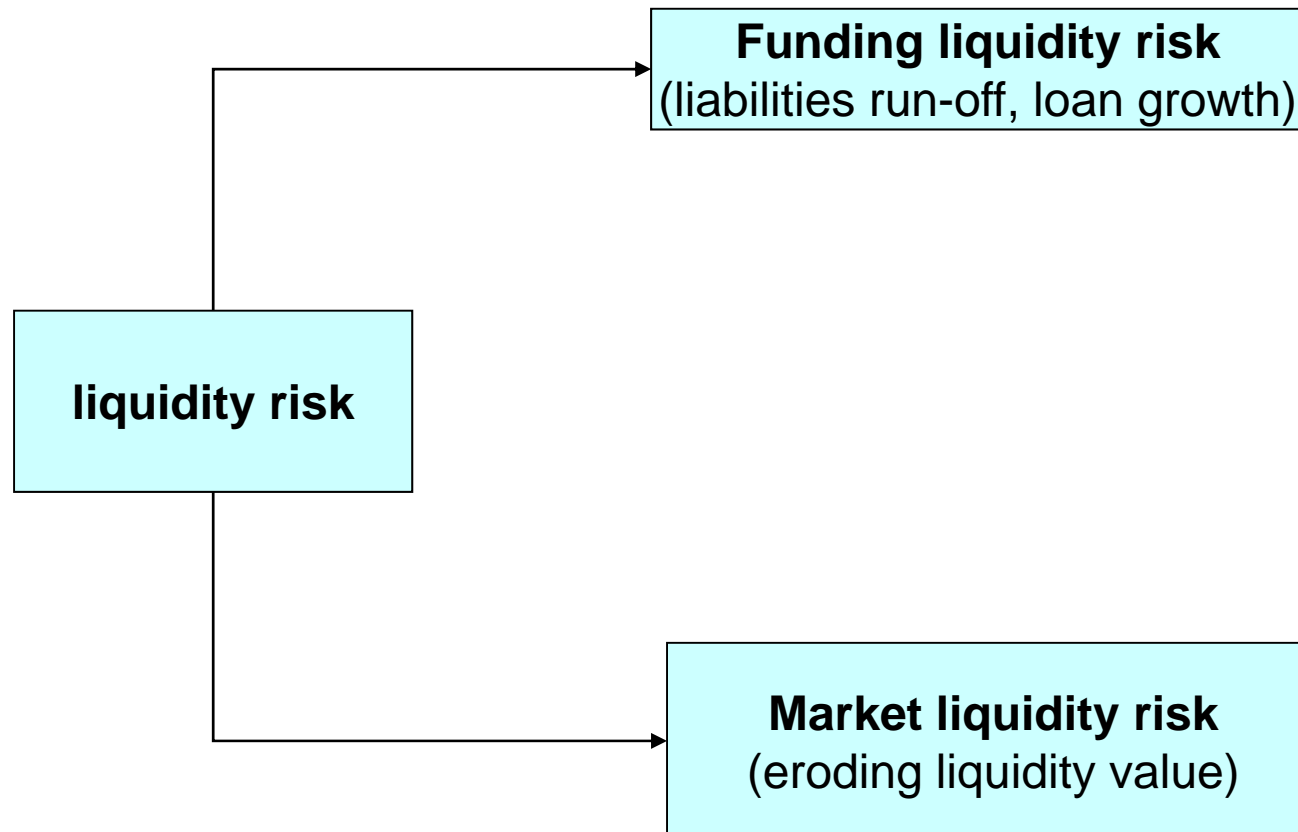 Funding liquidity risk
(liabilities run-off, loan growth)
liquidity risk
Market liquidity risk
(eroding liquidity value)